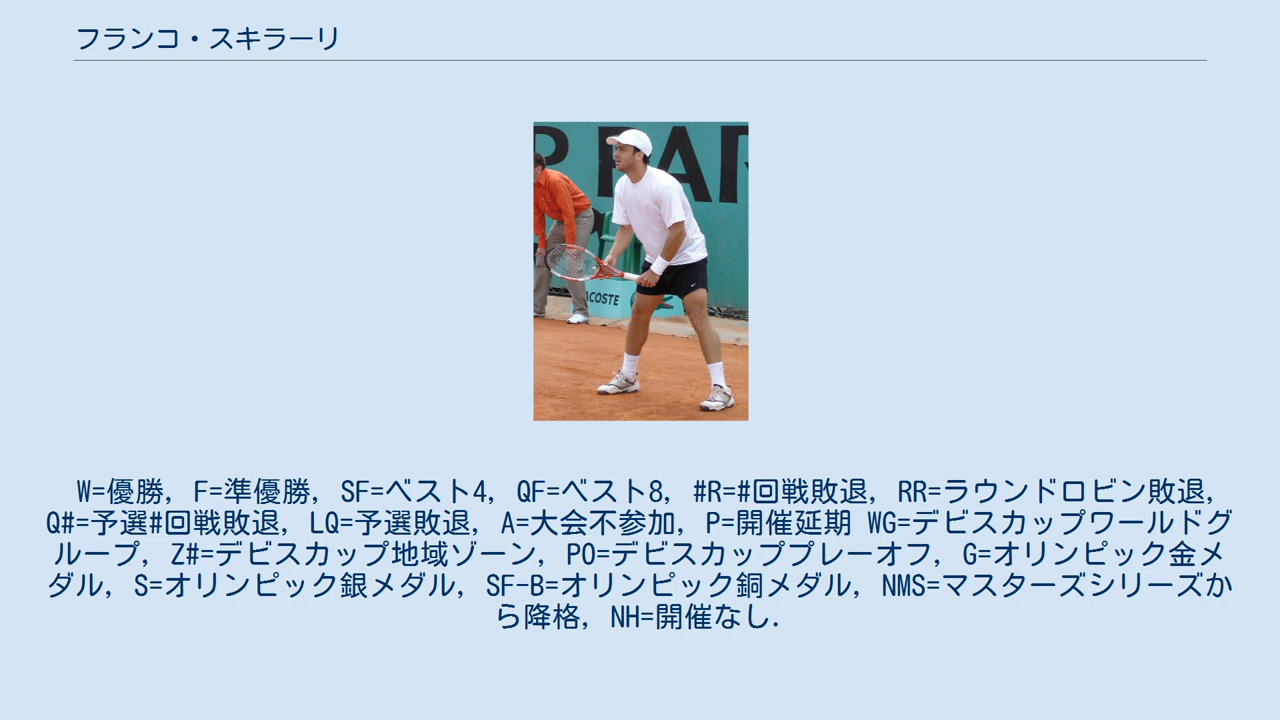 フランコ・スキラーリ
P PAR
ACOSTE
W=優勝, F=準優勝, SF=ベスト4, QF=ベスト8, #R=#回戦敗退, RR=ラウンドロビン敗退,
Q#=予選#回戦敗退, LQ=予選敗退, A=大会不参加, P=開催延期 WG=デビスカップワールドグ
ループ, Z#=デビスカップ地域ゾーン, PO=デビスカッププレーオフ, G=オリンピック金メ
ダル, S=オリンピック銀メダル, SF-B=オリンピック銅メダル, NMS=マスターズシリーズか
ら降格, NH=開催なし.